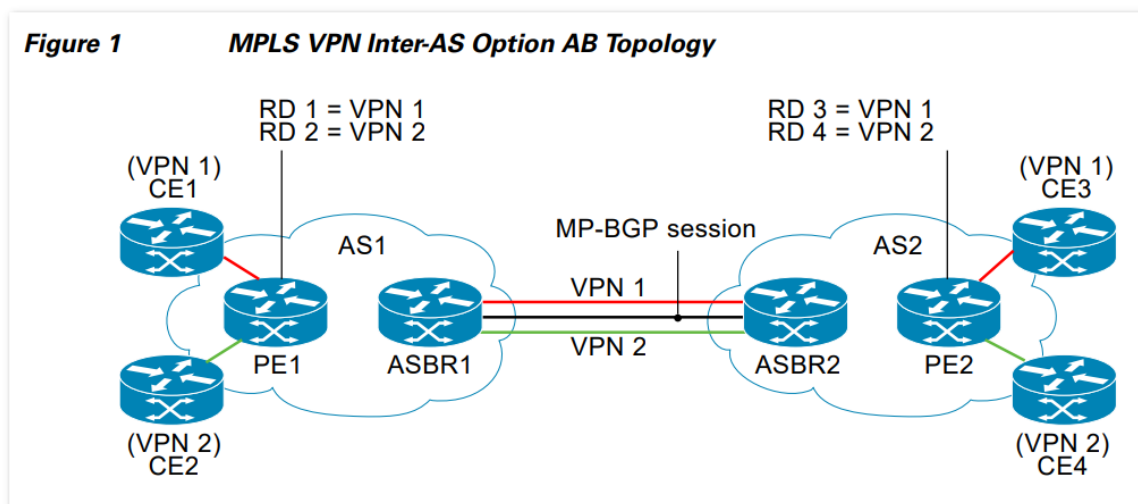 Figure 1 MPLS VPN Inter-AS Option AB Topology
RD 1 = VPN 1
RD 2 = VPN 2
RD 3 = VPN 1
RD 4 = VPN 2
(VPN 1)
CE1
(VPN 1)
CE3
MP-BGP session
AS1
AS2
VPN 1
VPN 2
PE1
ASBR1
ASBR2
PE2
(VPN 2)
CE2
(VPN 2)
CE4